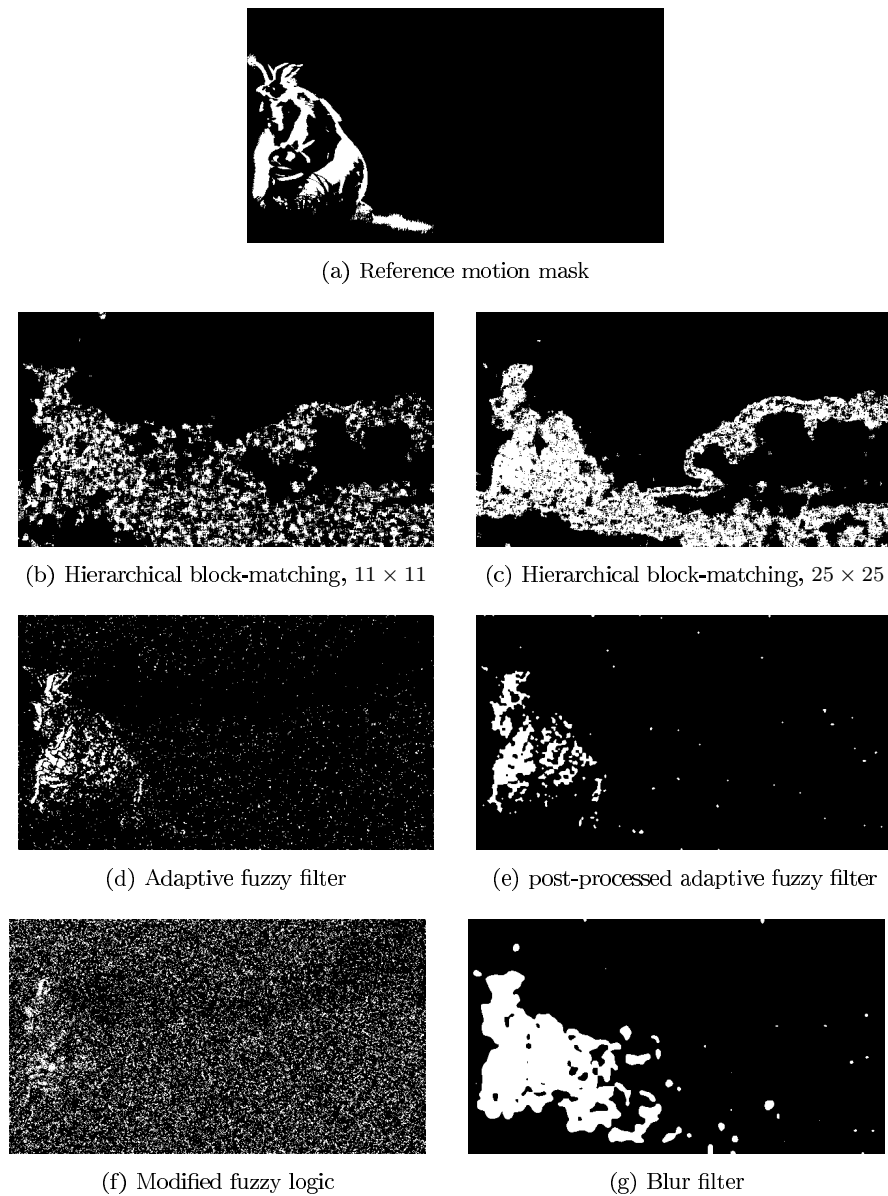 (a) Reference motion mask
(b) Hierarchical block-matching, 11 × 11
(c) Hierarchical block-matching, 25 × 25
(d) Adaptive fuzzy filter
(e) post-processed adaptive fuzzy filter
(f) Modified fuzzy logic
(g) Blur filter